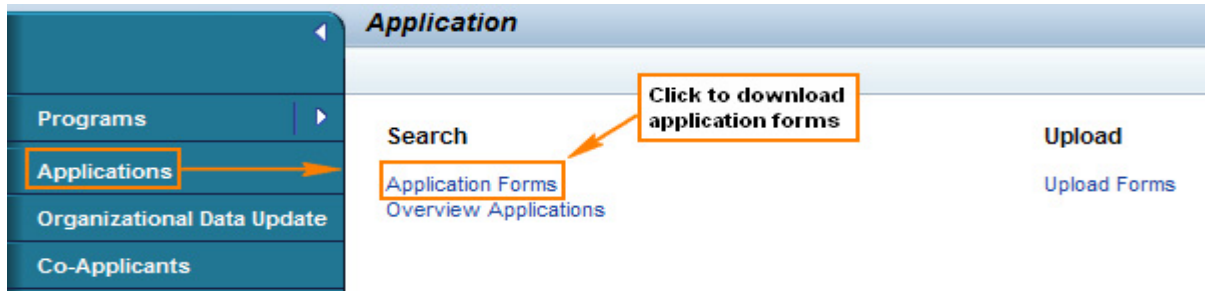 Application
Programs
Applications
Organizational Data Update
Co-Applicants
Click to download
application forms
Search
Application Forms
Overview Applications
Upload
Upload Forms